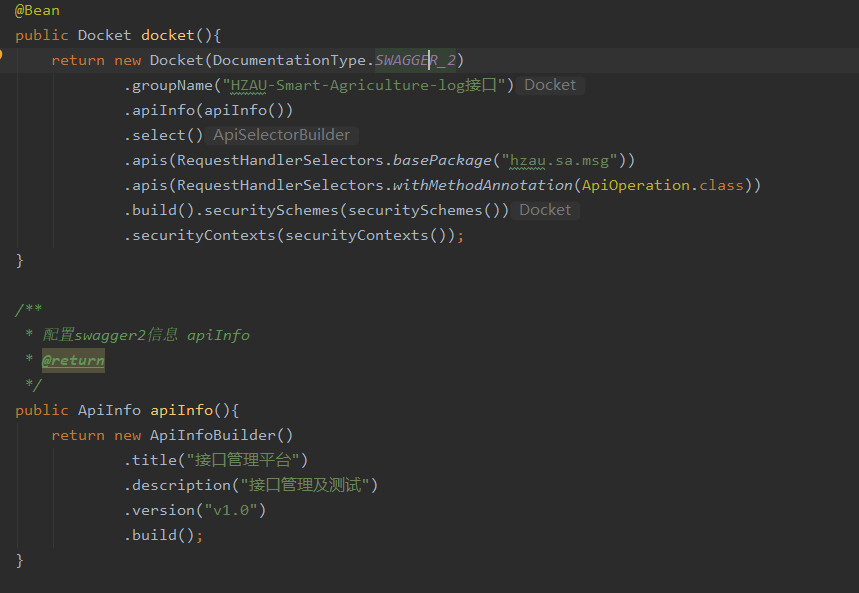 @Bean
public Docket docket(){
return new Docket(DocumentationType.SWAGGER_2)
.groupName("HZAU-Smart-Agriculture-log接口") Docket
.apiInfo(apiInfo())
.select() ApiSelectorBuilder
.apis(RequestHandlerSelectors.basePackage("hzau.sa.msg"))
.apis(RequestHandlerSelectors.withMethodAnnotation(ApiOperation.class))
.build().securitySchemes(securitySchemes()) Docket
.securityContexts(securityContexts());
}
/**
* 配置swagger2信息 apiInfo
* @return
*/
public ApiInfo apiInfo(){
return new ApiInfoBuilder()
.title("接口管理平台")
.description("接口管理及测试")
.version("v1.0")
.build();
}